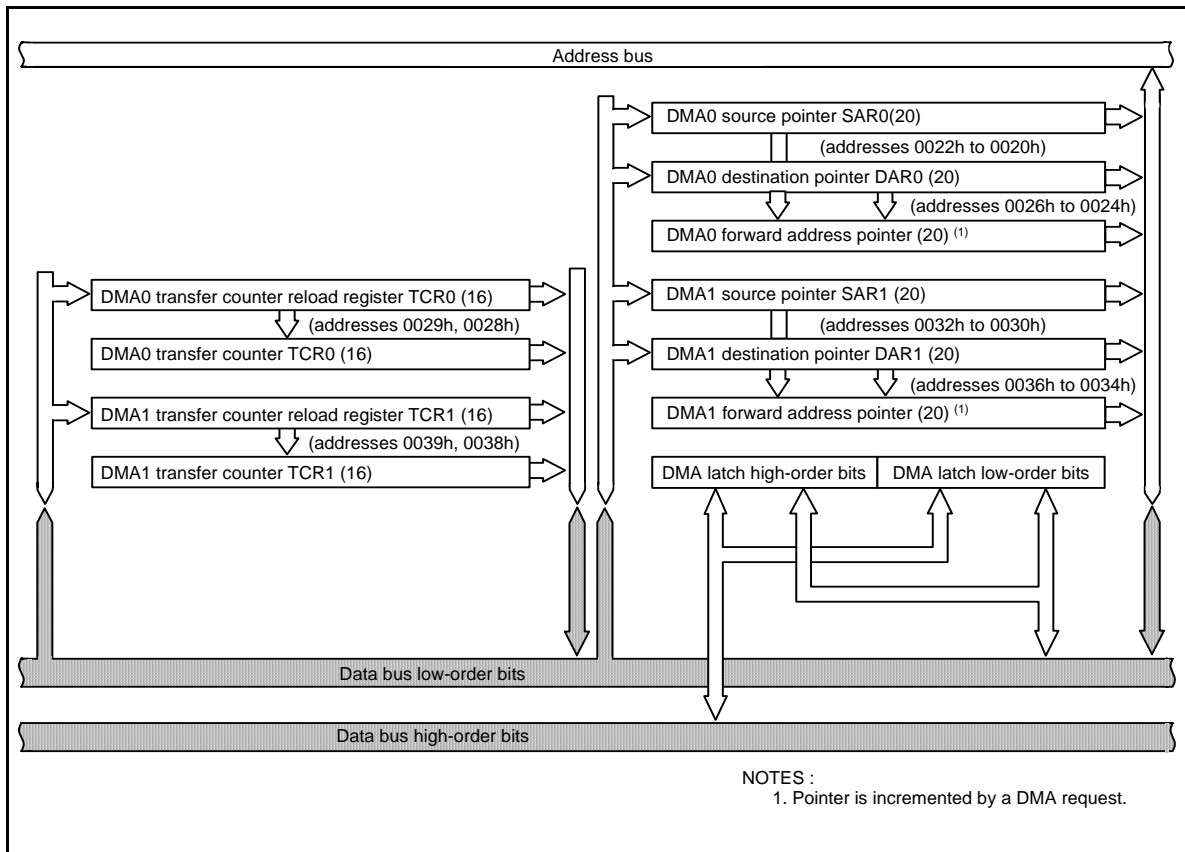 Address bus
DMA0 source pointer SAR0(20)
(addresses 0022h to 0020h)
DMA0 destination pointer DAR0 (20)
(addresses 0026h to 0024h)
DMA0 forward address pointer (20) (1)
DMA0 transfer counter reload register TCR0 (16)
(addresses 0029h, 0028h)
DMA0 transfer counter TCR0 (16)
DMA1 transfer counter reload register TCR1 (16)
(addresses 0039h, 0038h)
DMA1 transfer counter TCR1 (16)
DMA1 source pointer SAR1 (20)
(addresses 0032h to 0030h)
DMA1 destination pointer DAR1 (20)
(addresses 0036h to 0034h)
DMA1 forward address pointer (20) (1)
DMA latch high-order bits
DMA latch low-order bits
Data bus low-order bits
Data bus high-order bits
NOTES :
1. Pointer is incremented by a DMA request.